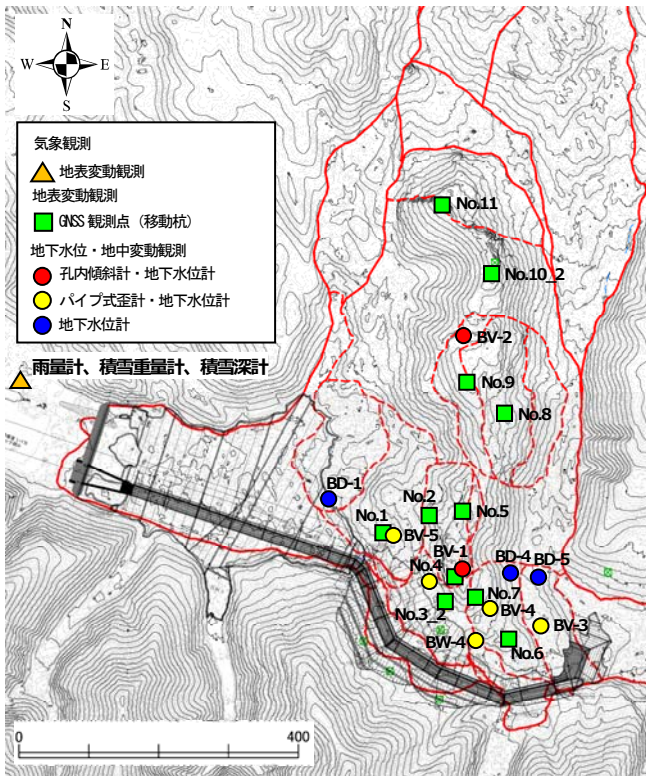 N
W E
S
気象観測
地表変動観測
地表変動観測
GNSS 観測点（移動杭）
地下水位・地中変動観測
孔内傾斜計・地下水位計
パイプ式歪計・地下水位計
地下水位計
雨量計、積雪重量計、積雪深計
No.11
No.10_2
BV-2
No.9
No.8
BD-1
No.2
No.5
No.1
BV-5
BV-1
BD-4
BD-5
No.4
No.7
No.3_2
BV-4
BV-3
BW-4
No.6
0 400